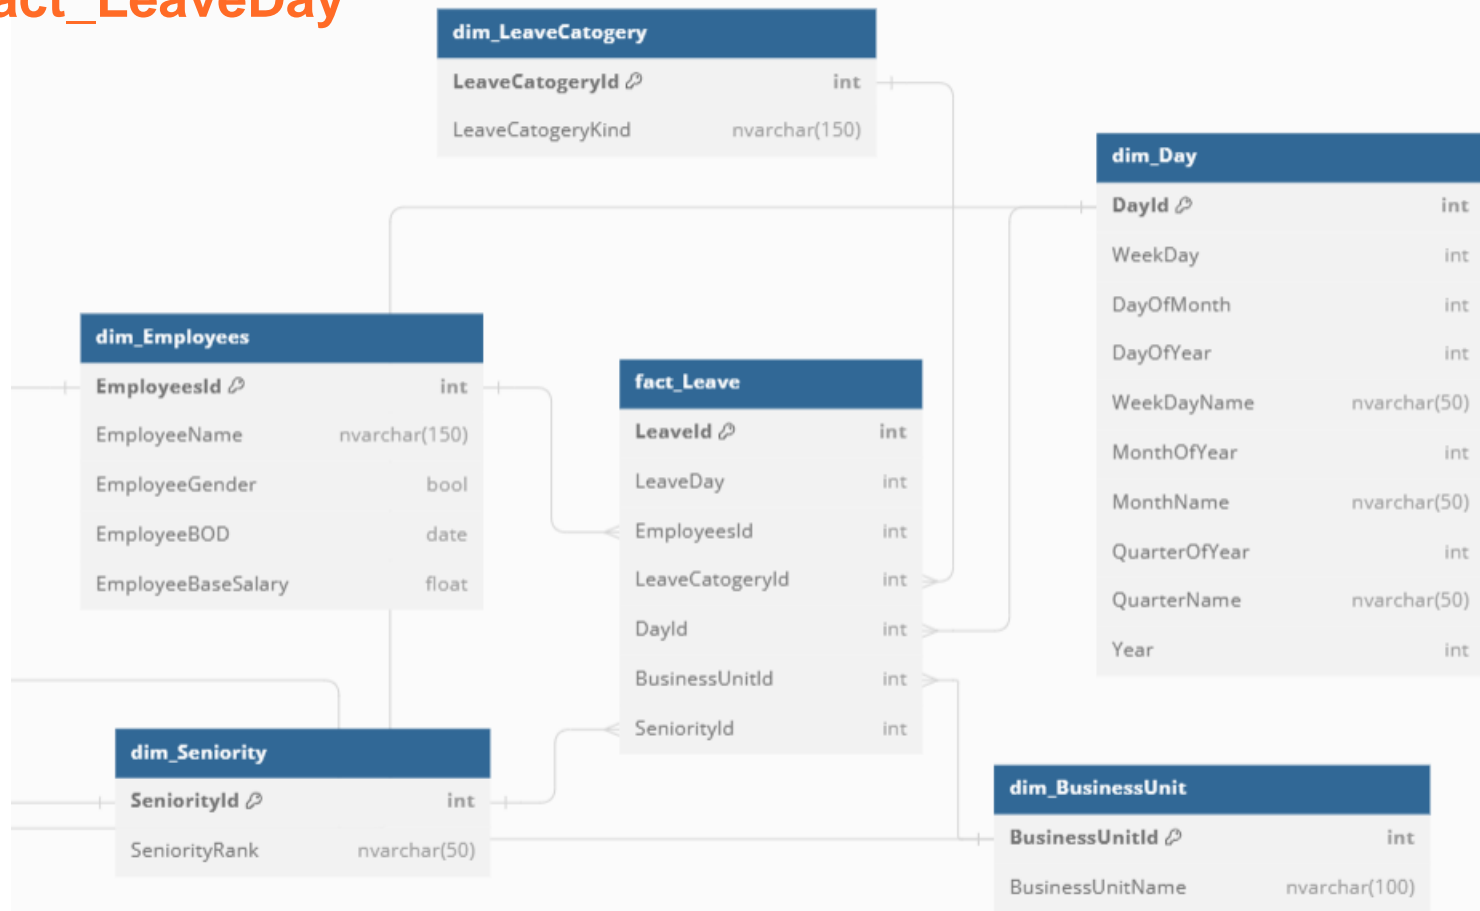 act_LeaveDay
dim_LeaveCatogery
LeaveCatogeryId int
LeaveCatogeryKind nvarchar(150)
dim_Day
DayId int
WeekDay int
DayOfMonth int
DayOfYear int
WeekDayName nvarchar(50)
MonthOfYear int
MonthName nvarchar(50)
QuarterOfYear int
QuarterName nvarchar(50)
Year int
dim_Employees
EmployeesId int
EmployeeName nvarchar(150)
EmployeeGender bool
EmployeeBOD date
EmployeeBaseSalary float
fact_Leave
LeaveId int
LeaveDay int
EmployeesId int
LeaveCatogeryId int
DayId int
BusinessUnitId int
SeniorityId int
dim_Seniority
SeniorityId int
SeniorityRank nvarchar(50)
dim_BusinessUnit
BusinessUnitId int
BusinessUnitName nvarchar(100)